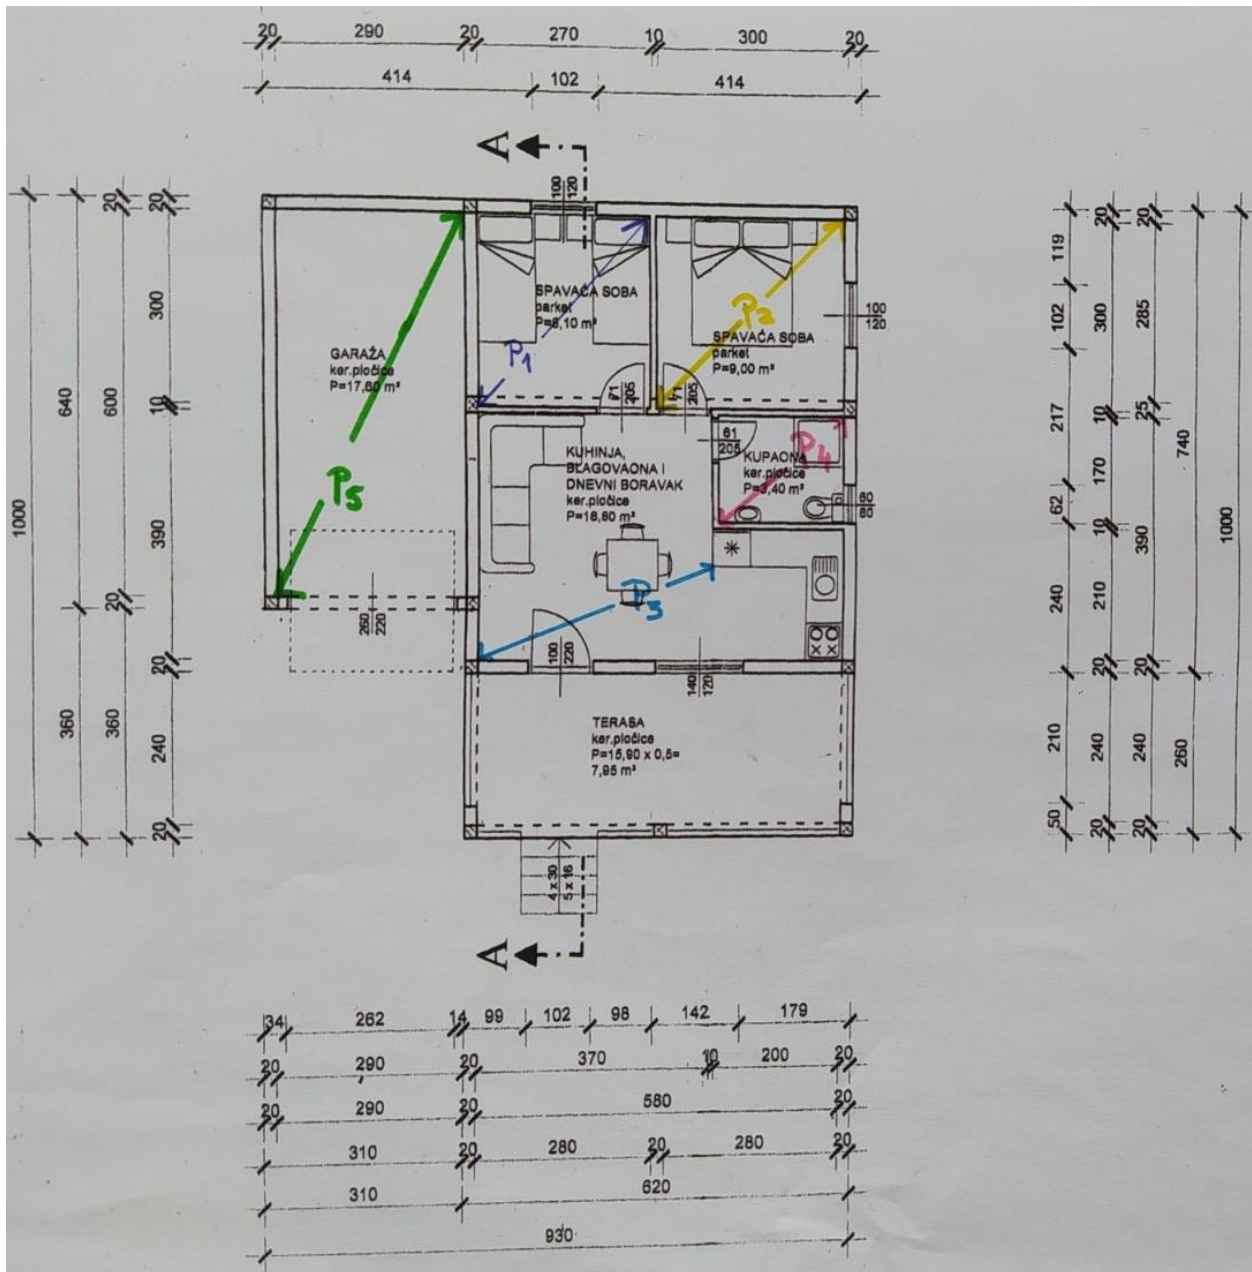 20 290 20 270 10 300 20
414 102 414
A
100
120
20 20
20 20
119
300
640 600
1000
10
390
20
20
360 360
240
20
GARAŽA
ker.pločice
P=17,60 m²
P5
SPAVAĆA SOBA
parket
P=8,10 m²
P1
P2
SPAVAĆA SOBA
parket
P=9,00 m²
100
120
71
205
71
205
61
205
KUHINJA,
BLAGOVAONA I
DNEVNI BORAVAK
ker.pločice
P=18,60 m²
P4
KUPAONA
ker.pločice
P=3,40 m²
60
80
P3
260
220
100
220
140
120
TERASA
ker.pločice
P=15,90 x 0,5=
7,95 m²
4 x 30
5 x 16
A
102 300 285
217 10 25
170 740
62 10 390
240 210
1000
20 20
210 240 240 260
50 20 20
34 262 14 99 102 98 142 179
20 290 20 370 10 200 20
20 290 20 580 20
310 20 280 20 280 20
310 620
930